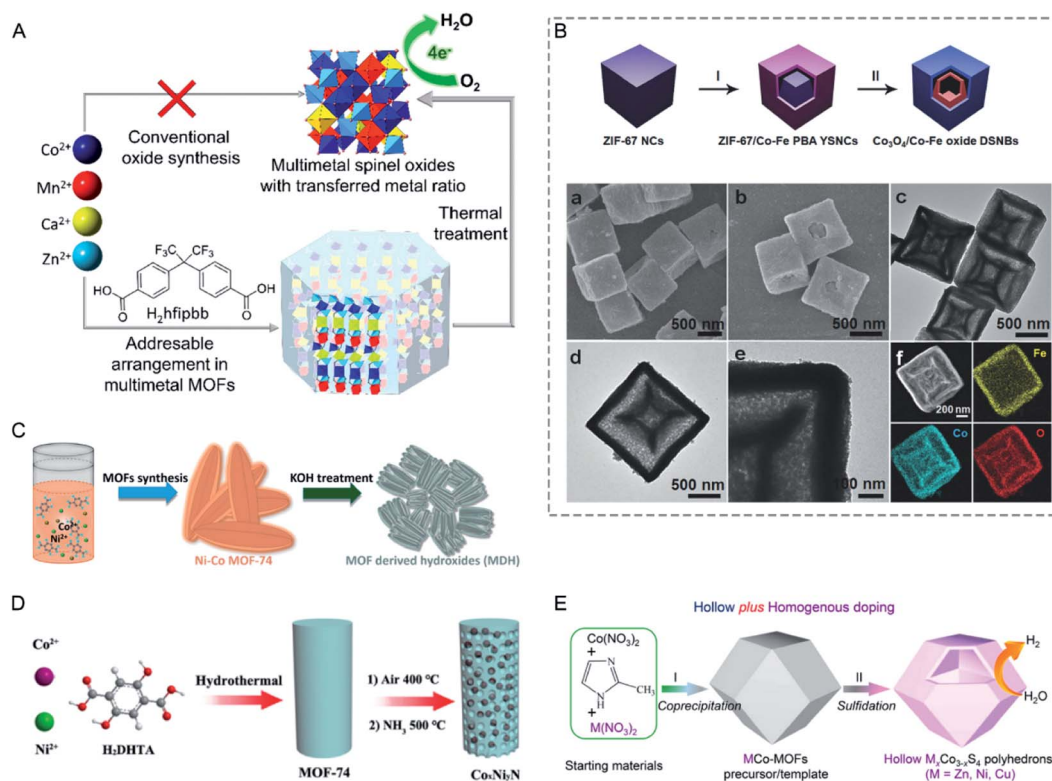 A
H₂O
4e⁻
O₂
Conventional
oxide synthesis
Multimetal spinel oxides
with transferred metal ratio
Co²⁺
Mn²⁺
Ca²⁺
Zn²⁺
Thermal
treatment
F₃C CF₃
HO
O
OH
O
H₂hfipbb
Addresable
arrangement in
multimetal MOFs
B
I
II
ZIF-67 NCs
ZIF-67/Co-Fe PBA YSNCs
Co₃O₄/Co-Fe oxide DSNBs
a
500 nm
b
500 nm
c
500 nm
d
500 nm
e
100 nm
f
200 nm
Fe
Co
O
C
MOFs synthesis
KOH treatment
Co²⁺
Ni²⁺
Ni-Co MOF-74
MOF derived hydroxides (MDH)
D
Co²⁺
Ni²⁺
H₂DHTA
Hydrothermal
MOF-74
1) Air 400 °C
2) NH₃ 500 °C
CoₓNiᵧN
E
Hollow plus Homogenous doping
Co(NO₃)₂
+
N
CH₃
N
H
+
M(NO₃)₂
Starting materials
I
Coprecipitation
MCo-MOFs
precursor/template
II
Sulfidation
H₂
H₂O
Hollow MₓCo₃₋ₓS₄ polyhedrons
(M = Zn, Ni, Cu)